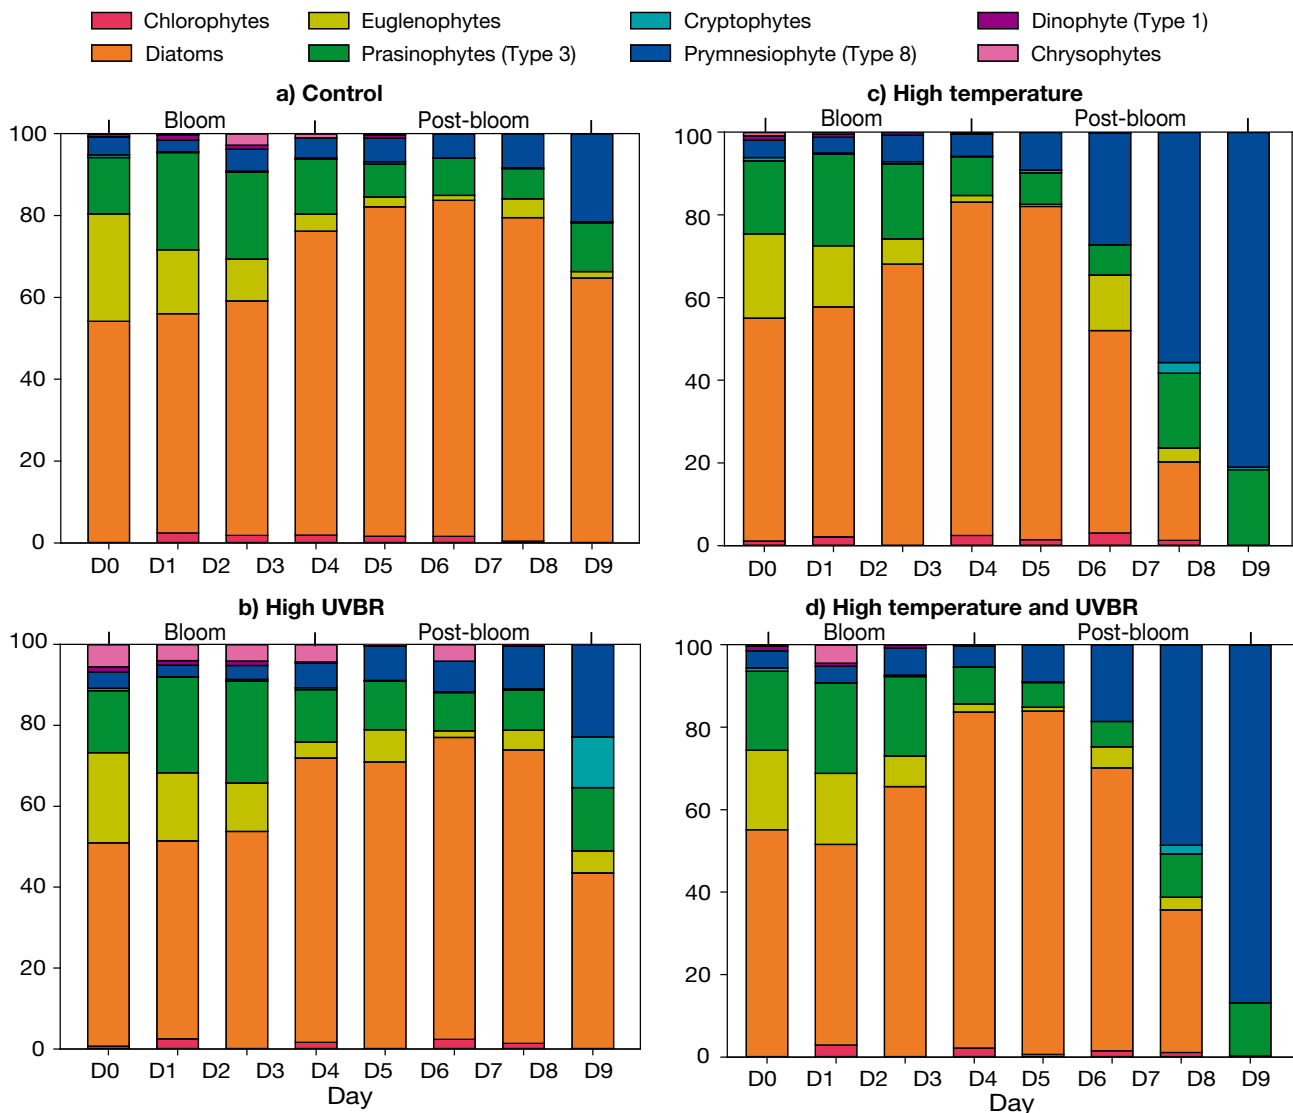 Chlorophytes Euglenophytes Cryptophytes Dinophyte (Type 1)
Diatoms Prasinophytes (Type 3) Prymnesiophyte (Type 8) Chrysophytes
a) Control
Bloom Post-bloom
100
80
60
40
20
0
D0 D1 D2 D3 D4 D5 D6 D7 D8 D9
c) High temperature
Bloom Post-bloom
100
80
60
40
20
0
D0 D1 D2 D3 D4 D5 D6 D7 D8 D9
b) High UVBR
Bloom Post-bloom
100
80
60
40
20
0
D0 D1 D2 D3 D4 D5 D6 D7 D8 D9
Day
d) High temperature and UVBR
Bloom Post-bloom
100
80
60
40
20
0
D0 D1 D2 D3 D4 D5 D6 D7 D8 D9
Day